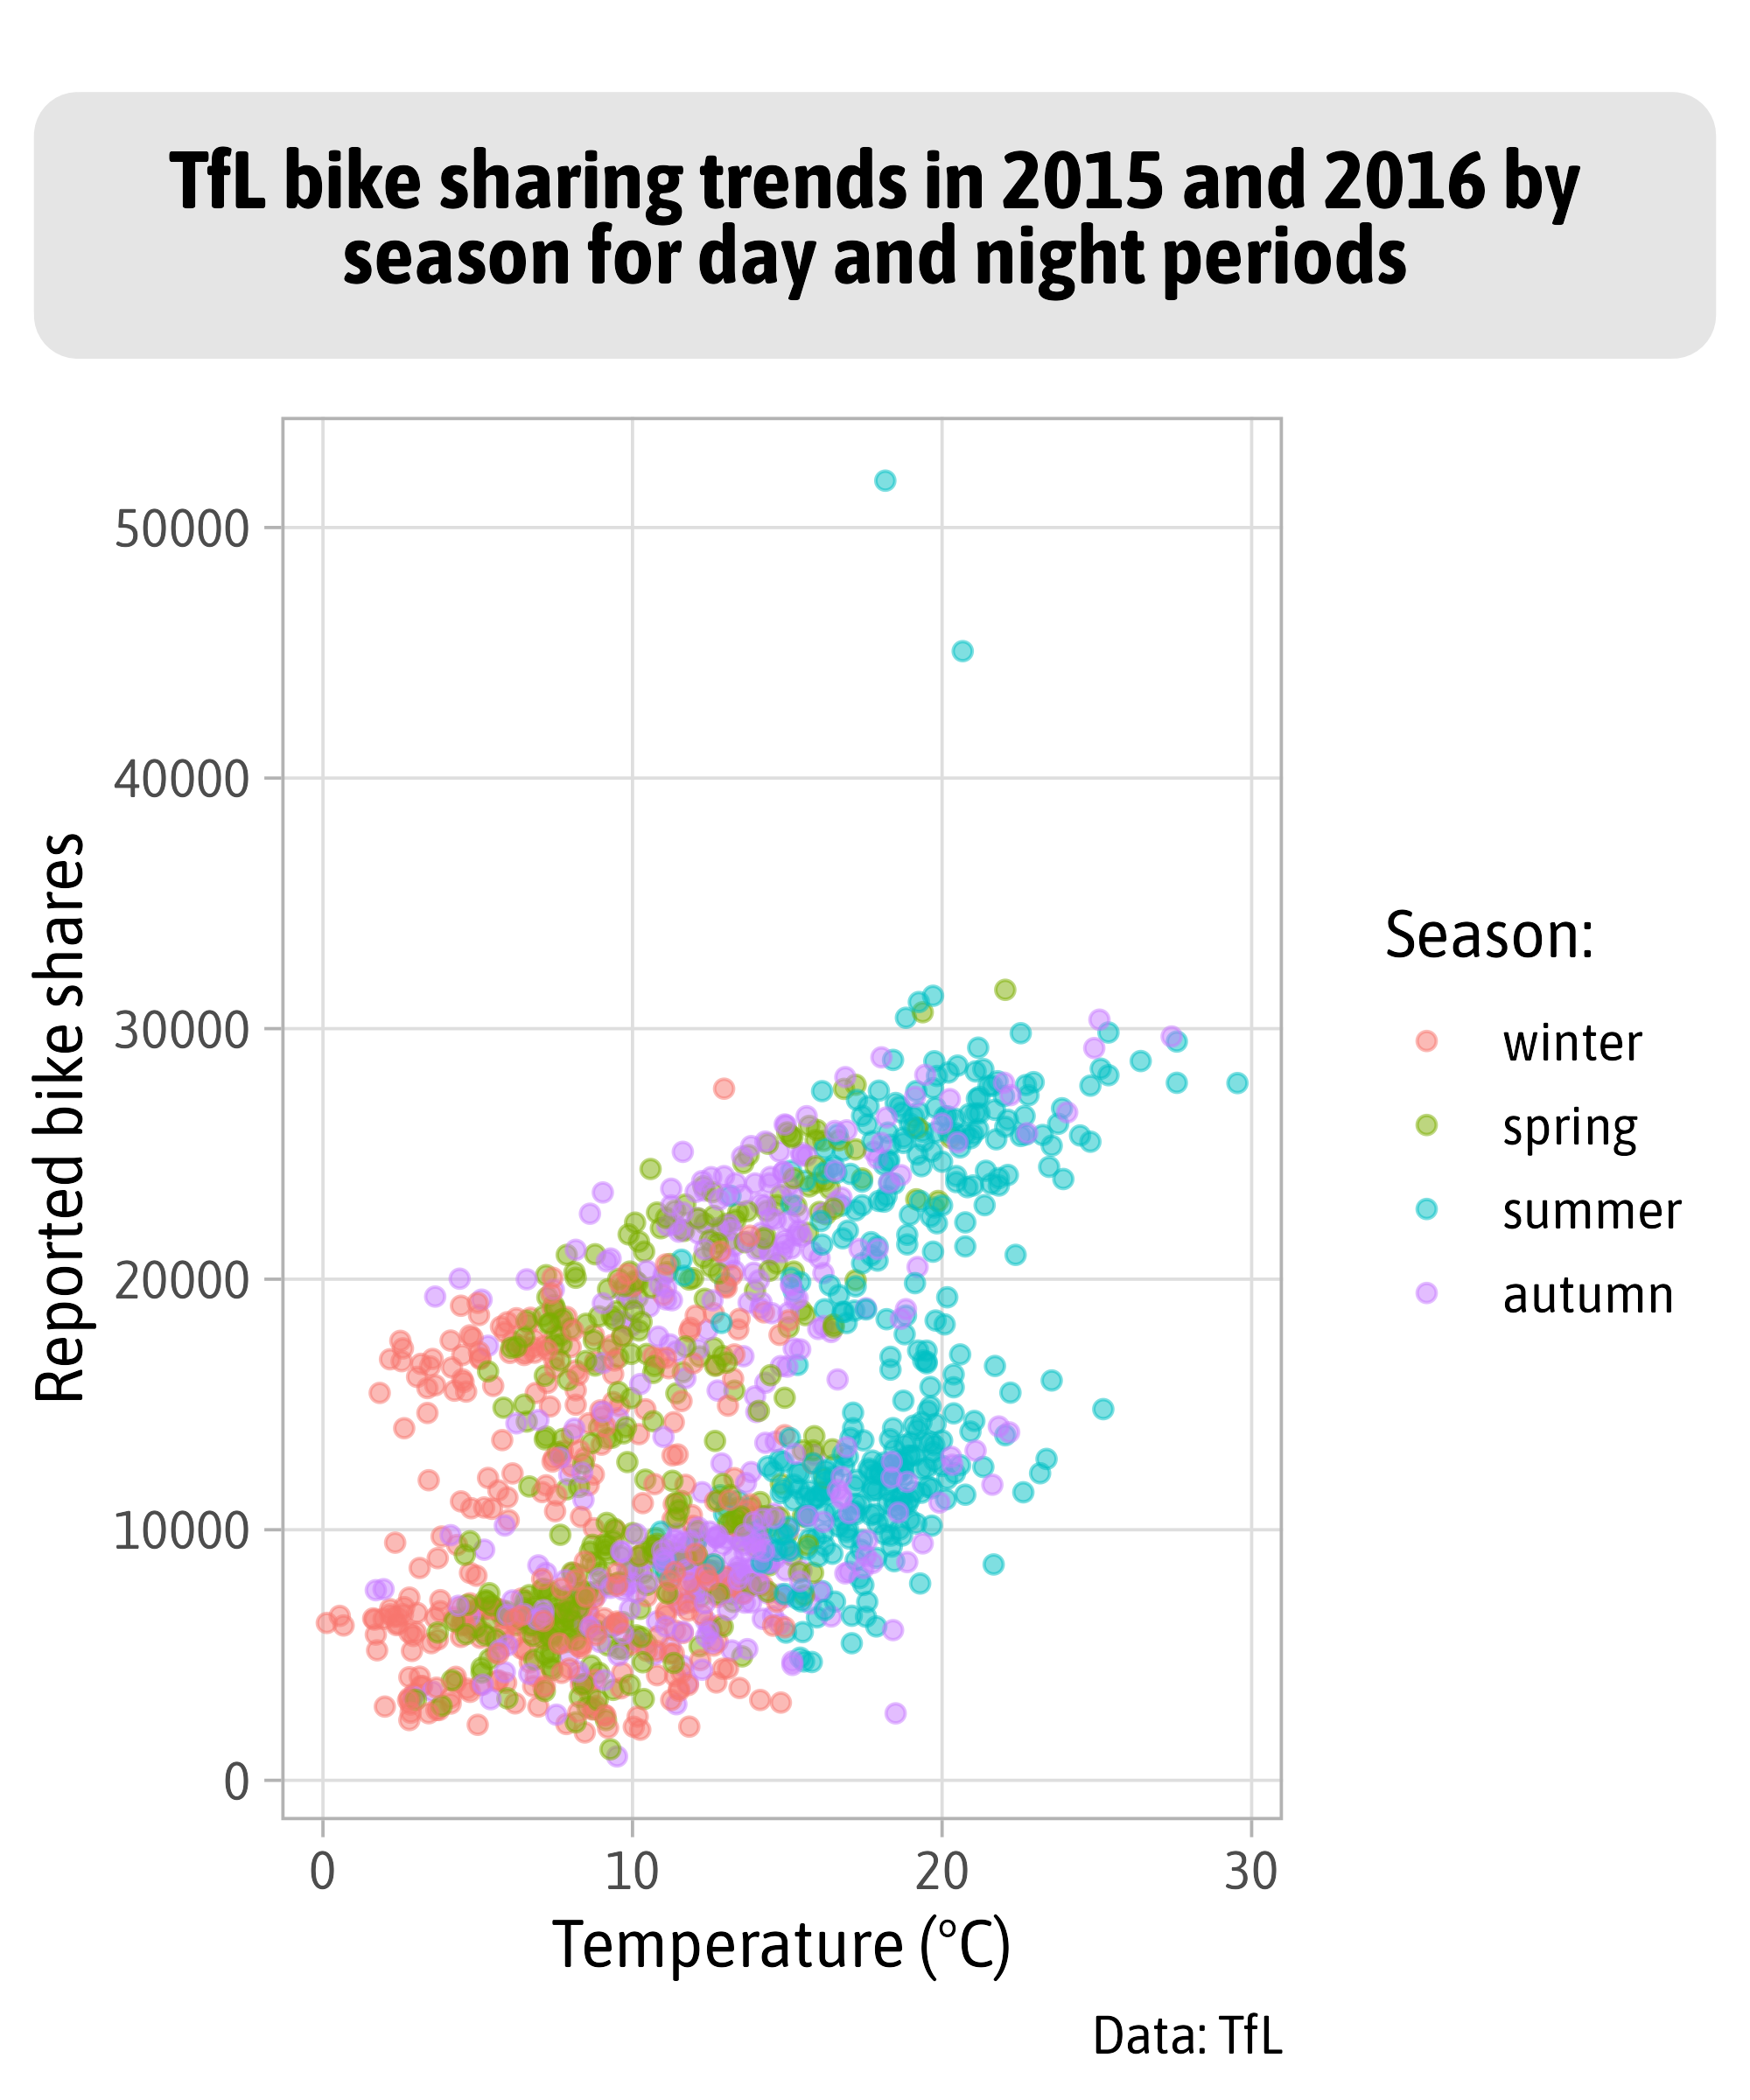 TfL bike sharing trends in 2015 and 2016 by
season for day and night periods
50000
40000
30000
20000
10000
0
Reported bike shares
0 10 20 30
Temperature (°C)
Season:
winter
spring
summer
autumn
Data: TfL